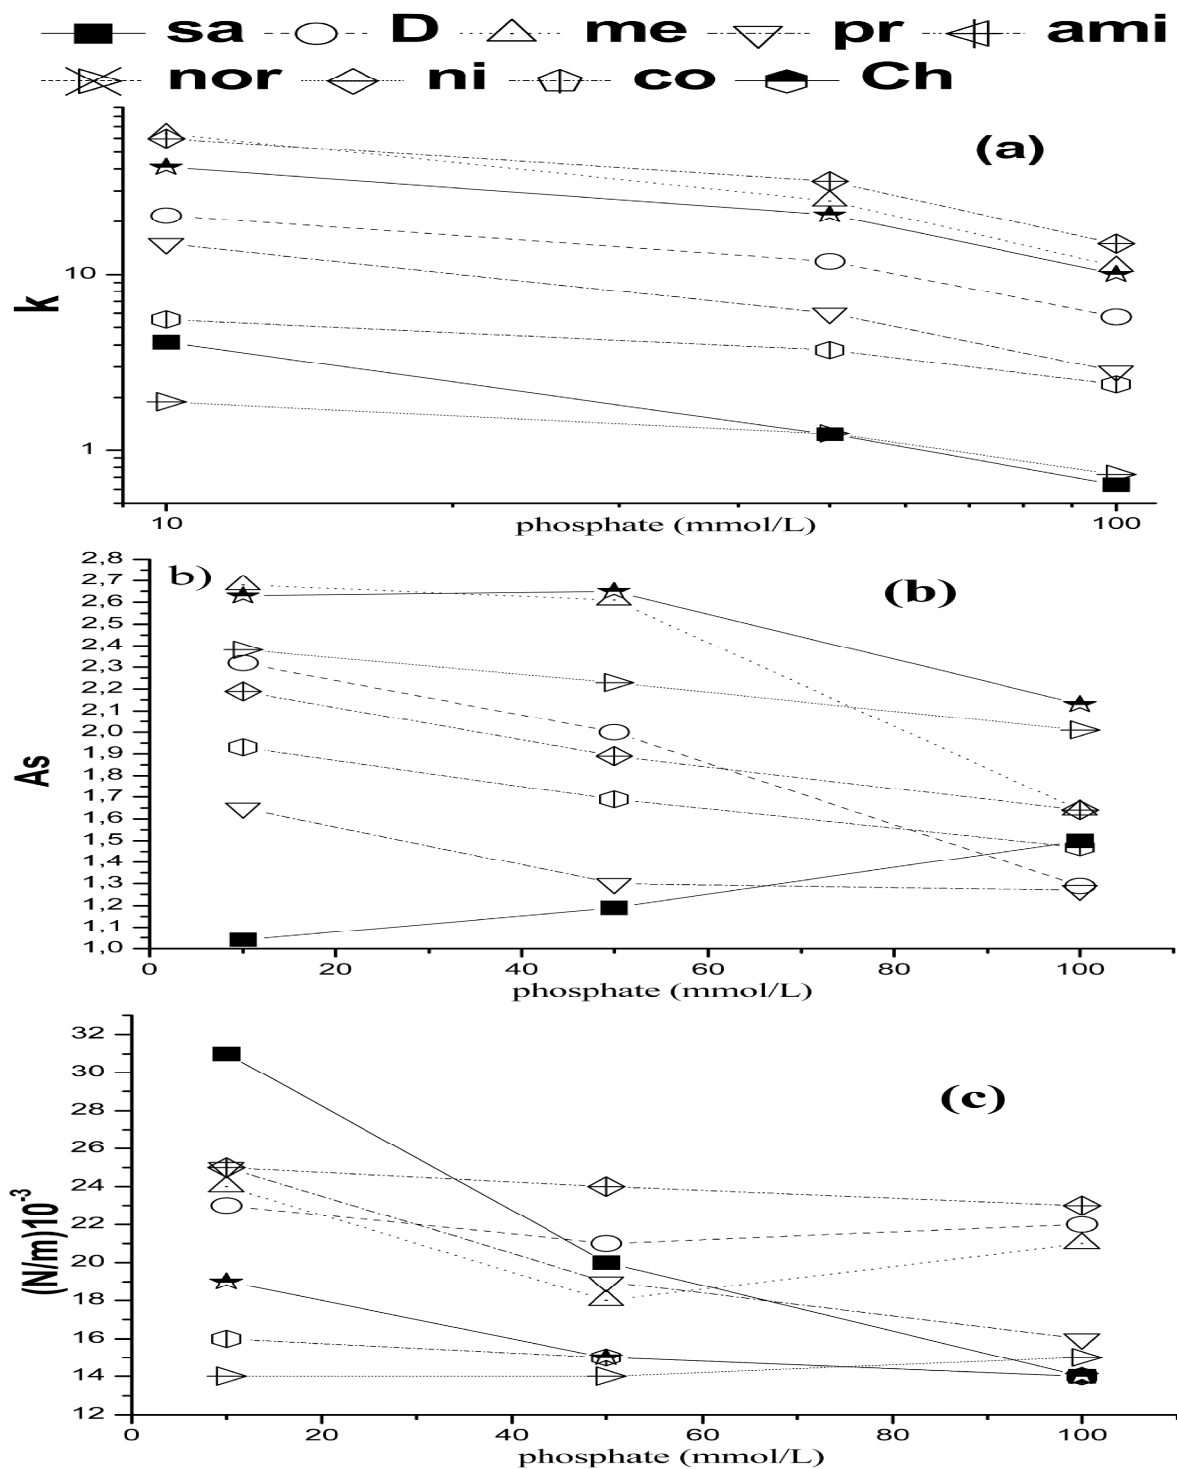 sa D me pr ami
nor ni co Ch
(a)
10
1
k
10 100
phosphate (mmol/L)
b)
(b)
2,8
2,7
2,6
2,4
2,3
2,2
2,1
2,0
1,9
1,8
1,7
1,6
1,5
1,4
1,3
1,2
1,1
1,0
As
0 20 40 60 80 100
phosphate (mmol/L)
(c)
32
30
28
26
24
22
20
18
16
14
12
(N/m)10⁻³
0 20 40 60 80 100
phosphate (mmol/L)